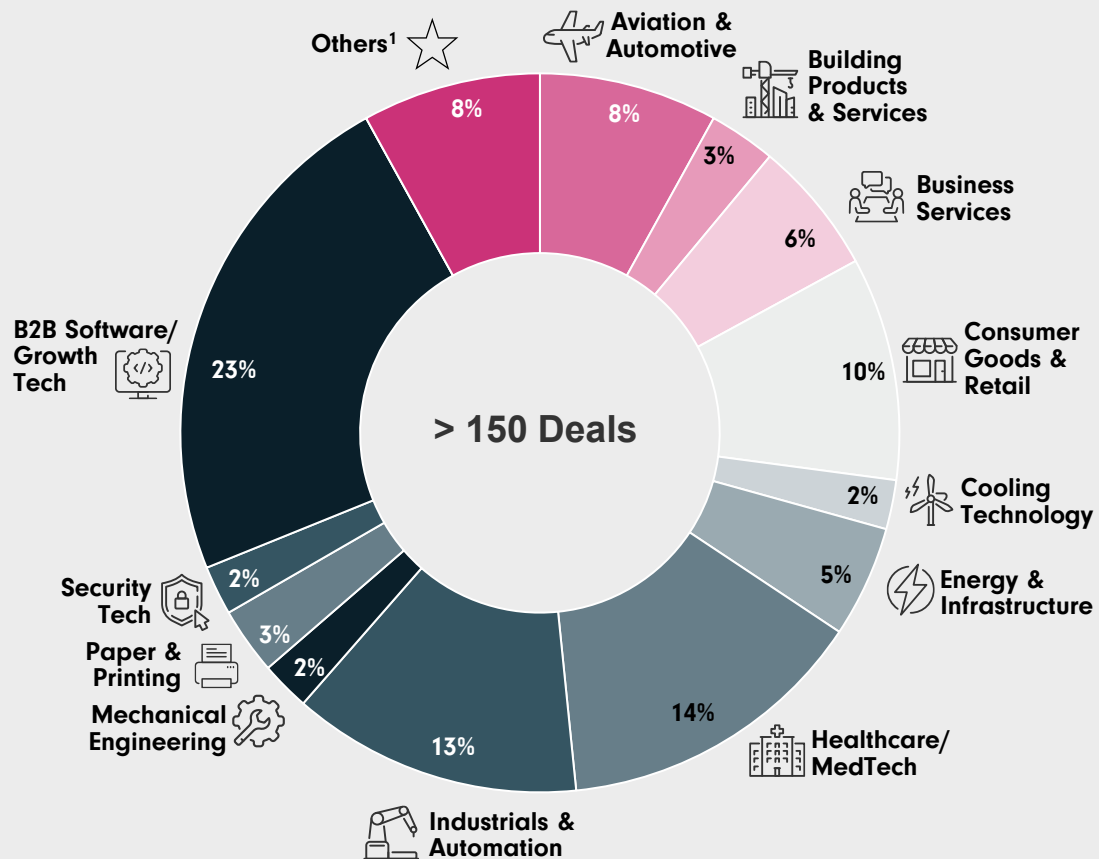 Others¹
Aviation &
Automotive
Building
Products
& Services
Business
Services
Consumer
Goods &
Retail
Cooling
Technology
Energy &
Infrastructure
Healthcare/
MedTech
Industrials &
Automation
Mechanical
Engineering
Paper &
Printing
Security
Tech
B2B Software/
Growth
Tech
</>
8%
8%
3%
6%
10%
2%
5%
14%
13%
2%
3%
2%
23%
> 150 Deals